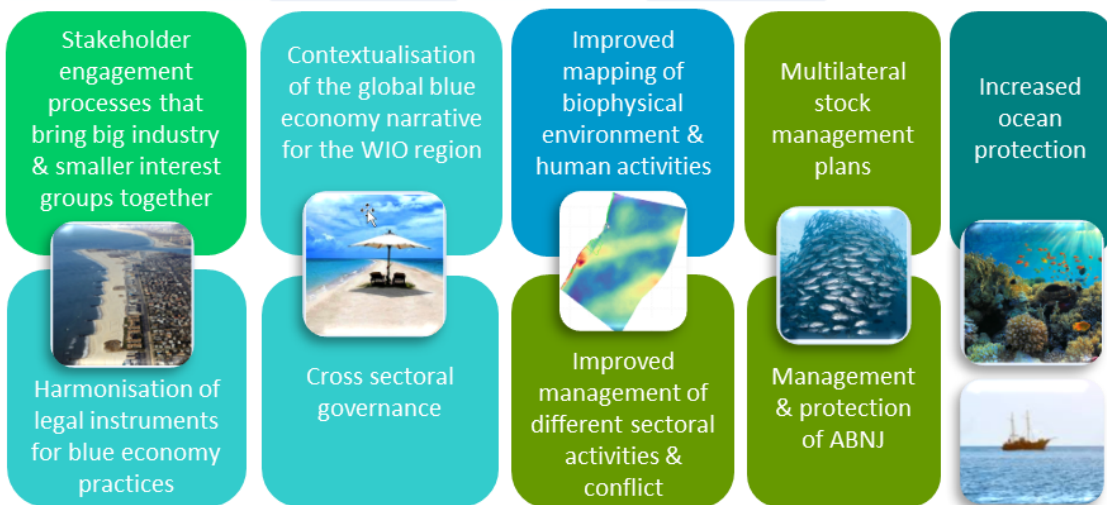 Stakeholder
engagement
processes that
bring big industry
& smaller interest
groups together
Contextualisation
of the global blue
economy narrative
for the WIO region
Improved
mapping of
biophysical
environment &
human activities
Multilateral
stock
management
plans
Increased
ocean
protection
Harmonisation of
legal instruments
for blue economy
practices
Cross sectoral
governance
Improved
management of
different sectoral
activities &
conflict
Management
& protection
of ABNJ